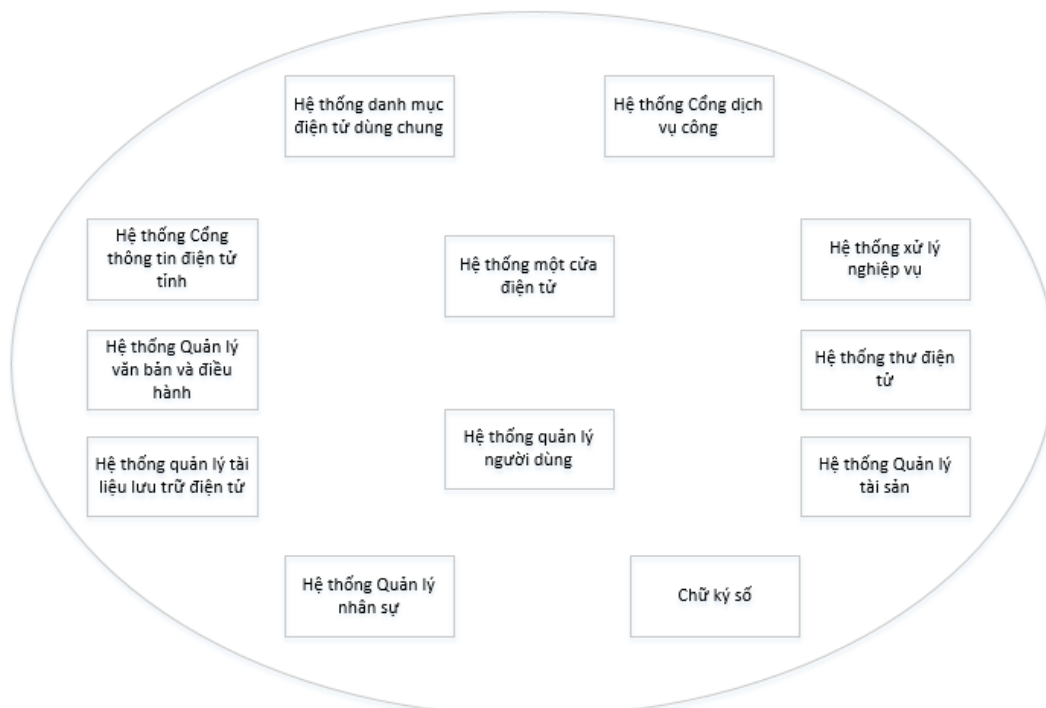 Hệ thống danh mục
điện tử dùng chung
Hệ thống Cổng dịch
vụ công
Hệ thống Cổng
thông tin điện tử
tỉnh
Hệ thống một cửa
điện tử
Hệ thống xử lý
nghiệp vụ
Hệ thống Quản lý
văn bản và điều
hành
Hệ thống thư điện
tử
Hệ thống quản lý
người dùng
Hệ thống quản lý tài
liệu lưu trữ điện tử
Hệ thống Quản lý
tài sản
Hệ thống Quản lý
nhân sự
Chữ ký số